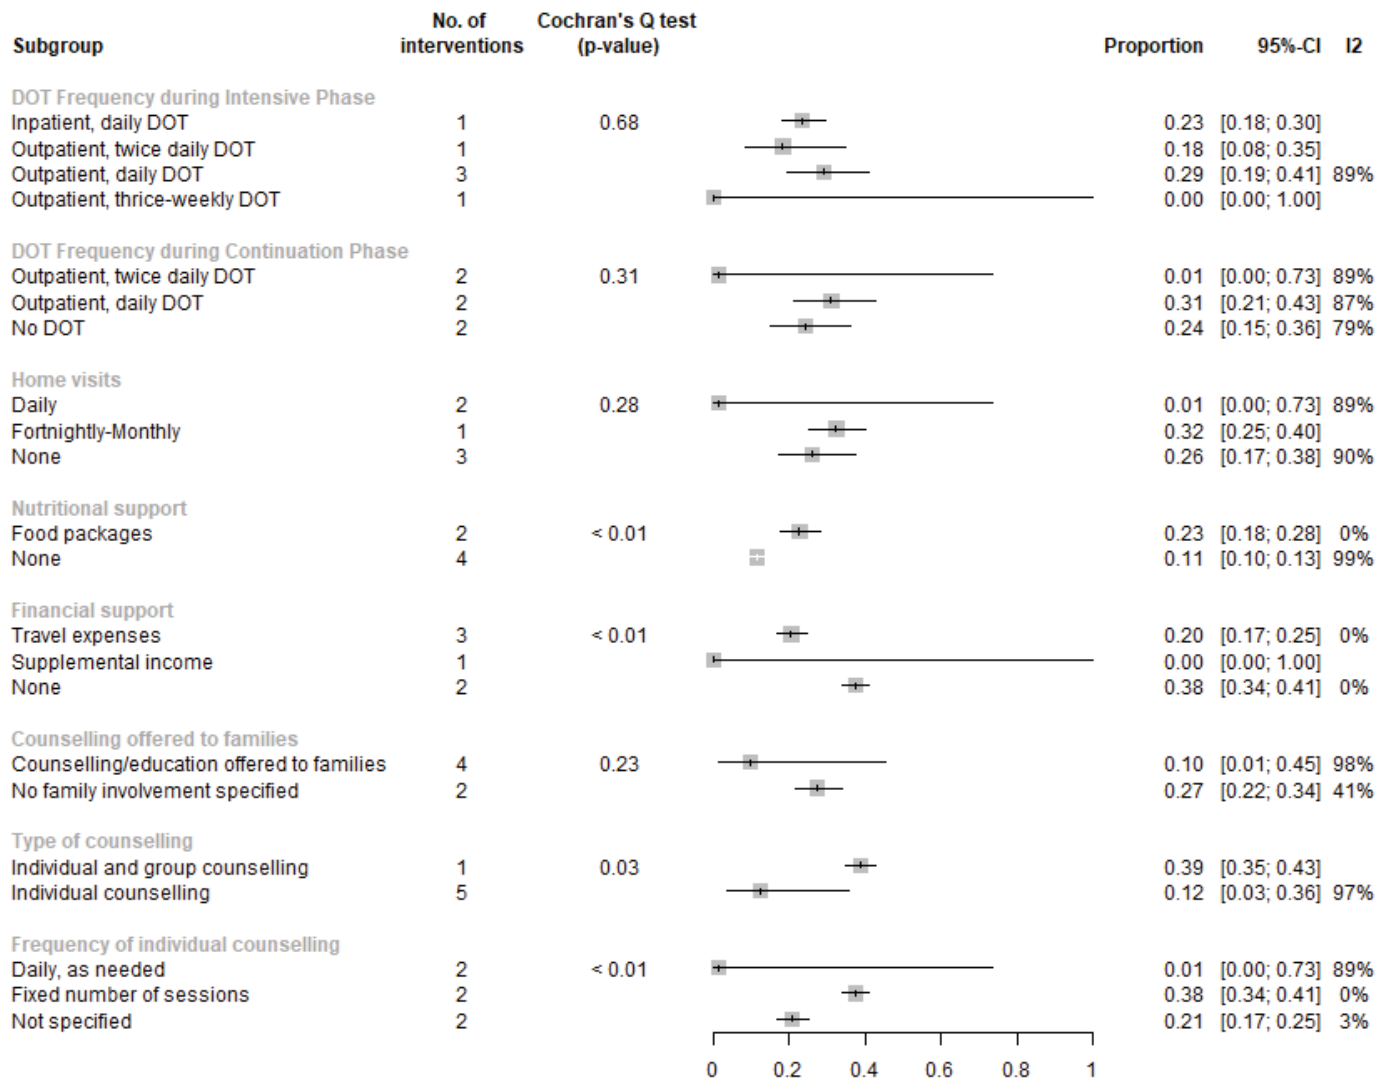 No. of Cochran's Q test
Subgroup interventions (p-value) Proportion 95%-CI I2
DOT Frequency during Intensive Phase
Inpatient, daily DOT 1 0.68 0.23 [0.18; 0.30]
Outpatient, twice daily DOT 1 0.18 [0.08; 0.35]
Outpatient, daily DOT 3 0.29 [0.19; 0.41] 89%
Outpatient, thrice-weekly DOT 1 0.00 [0.00; 1.00]
DOT Frequency during Continuation Phase
Outpatient, twice daily DOT 2 0.31 0.01 [0.00; 0.73] 89%
Outpatient, daily DOT 2 0.31 [0.21; 0.43] 87%
No DOT 2 0.24 [0.15; 0.36] 79%
Home visits
Daily 2 0.28 0.01 [0.00; 0.73] 89%
Fortnightly-Monthly 1 0.32 [0.25; 0.40]
None 3 0.26 [0.17; 0.38] 90%
Nutritional support
Food packages 2 < 0.01 0.23 [0.18; 0.28] 0%
None 4 0.11 [0.10; 0.13] 99%
Financial support
Travel expenses 3 < 0.01 0.20 [0.17; 0.25] 0%
Supplemental income 1 0.00 [0.00; 1.00]
None 2 0.38 [0.34; 0.41] 0%
Counselling offered to families
Counselling/education offered to families 4 0.23 0.10 [0.01; 0.45] 98%
No family involvement specified 2 0.27 [0.22; 0.34] 41%
Type of counselling
Individual and group counselling 1 0.03 0.39 [0.35; 0.43]
Individual counselling 5 0.12 [0.03; 0.36] 97%
Frequency of individual counselling
Daily, as needed 2 < 0.01 0.01 [0.00; 0.73] 89%
Fixed number of sessions 2 0.38 [0.34; 0.41] 0%
Not specified 2 0.21 [0.17; 0.25] 3%
0 0.2 0.4 0.6 0.8 1